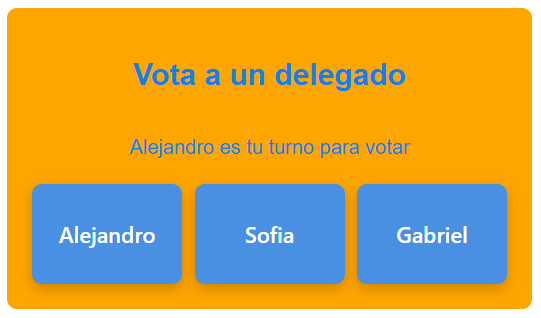 Vota a un delegado
Alejandro es tu turno para votar
Alejandro Sofia Gabriel